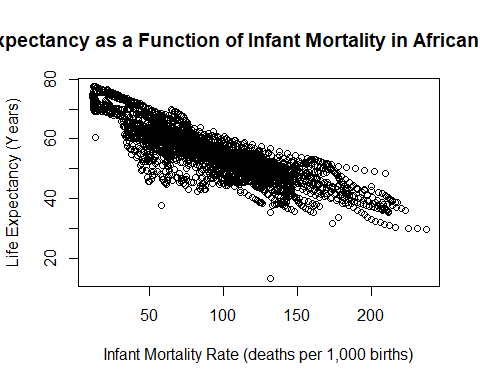 xpectancy as a Function of Infant Mortality in African
Life Expectancy (Years)
80
60
40
20
50
100
150
200
Infant Mortality Rate (deaths per 1,000 births)